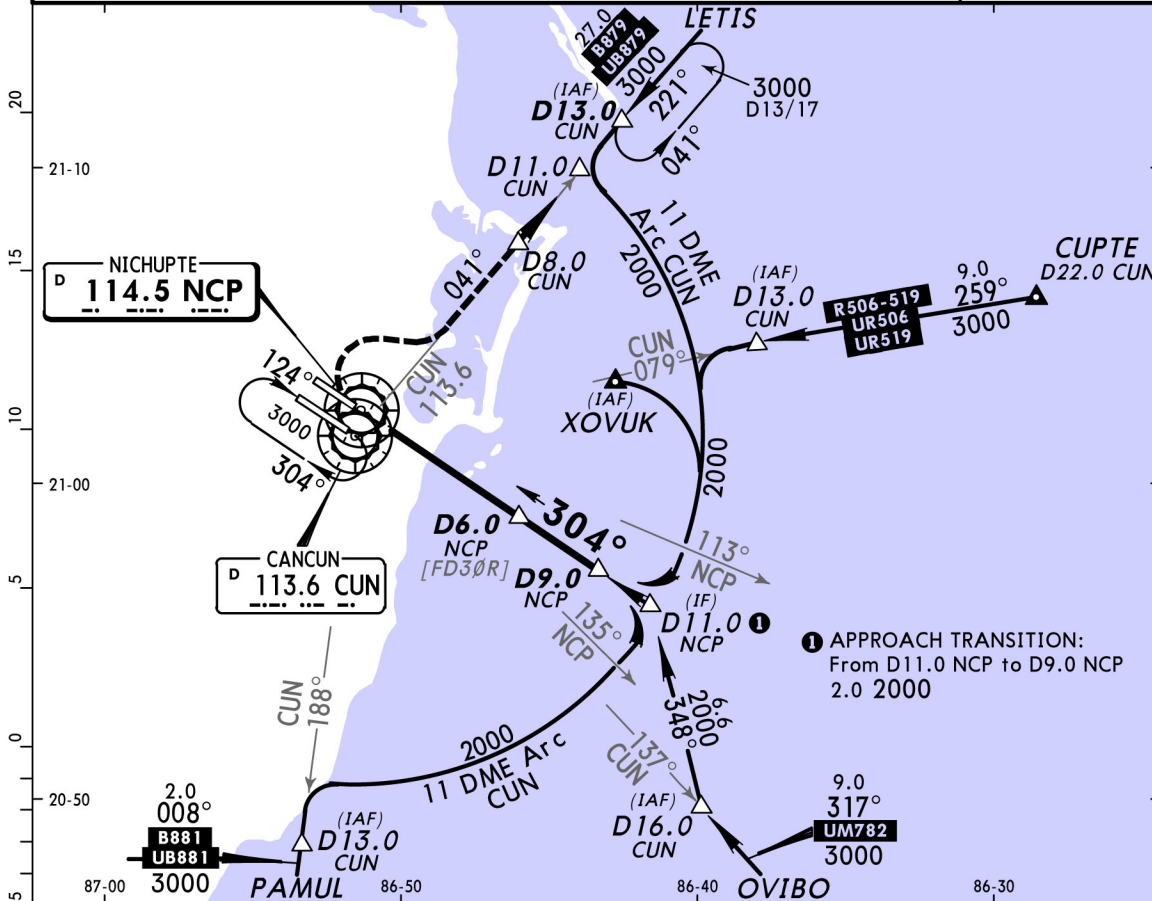 LETIS
27.0
B879
UB879
3000
221°
041°
3000
D13/17
(IAF)
D13.0
CUN
D11.0
CUN
D8.0
CUN
041°
CUN
113.6
20
15
10
5
0
5
21-10
21-00
20-50
NICHUPTE
D 114.5 NCP
124°
3000
304°
CANCUN
D 113.6 CUN
11 DME
Arc CUN
2000
CUPTE
D22.0 CUN
9.0
259°
3000
R506-519
UR506
UR519
(IAF)
D13.0
CUN
CUN
079°
(IAF)
XOVUK
2000
304°
D6.0
NCP
[FD3ØR]
D9.0
NCP
113°
NCP
(IF)
D11.0 1
NCP
135°
NCP
1 APPROACH TRANSITION:
From D11.0 NCP to D9.0 NCP
2.0 2000
6.6
2000
348°
137°
CUN
CUN
188°
2000
11 DME Arc
CUN
2.0
008°
B881
UB881
3000
(IAF)
D13.0
CUN
PAMUL
(IAF)
D16.0
CUN
9.0
317°
UM782
3000
OVIBO
87-00
86-50
86-40
86-30